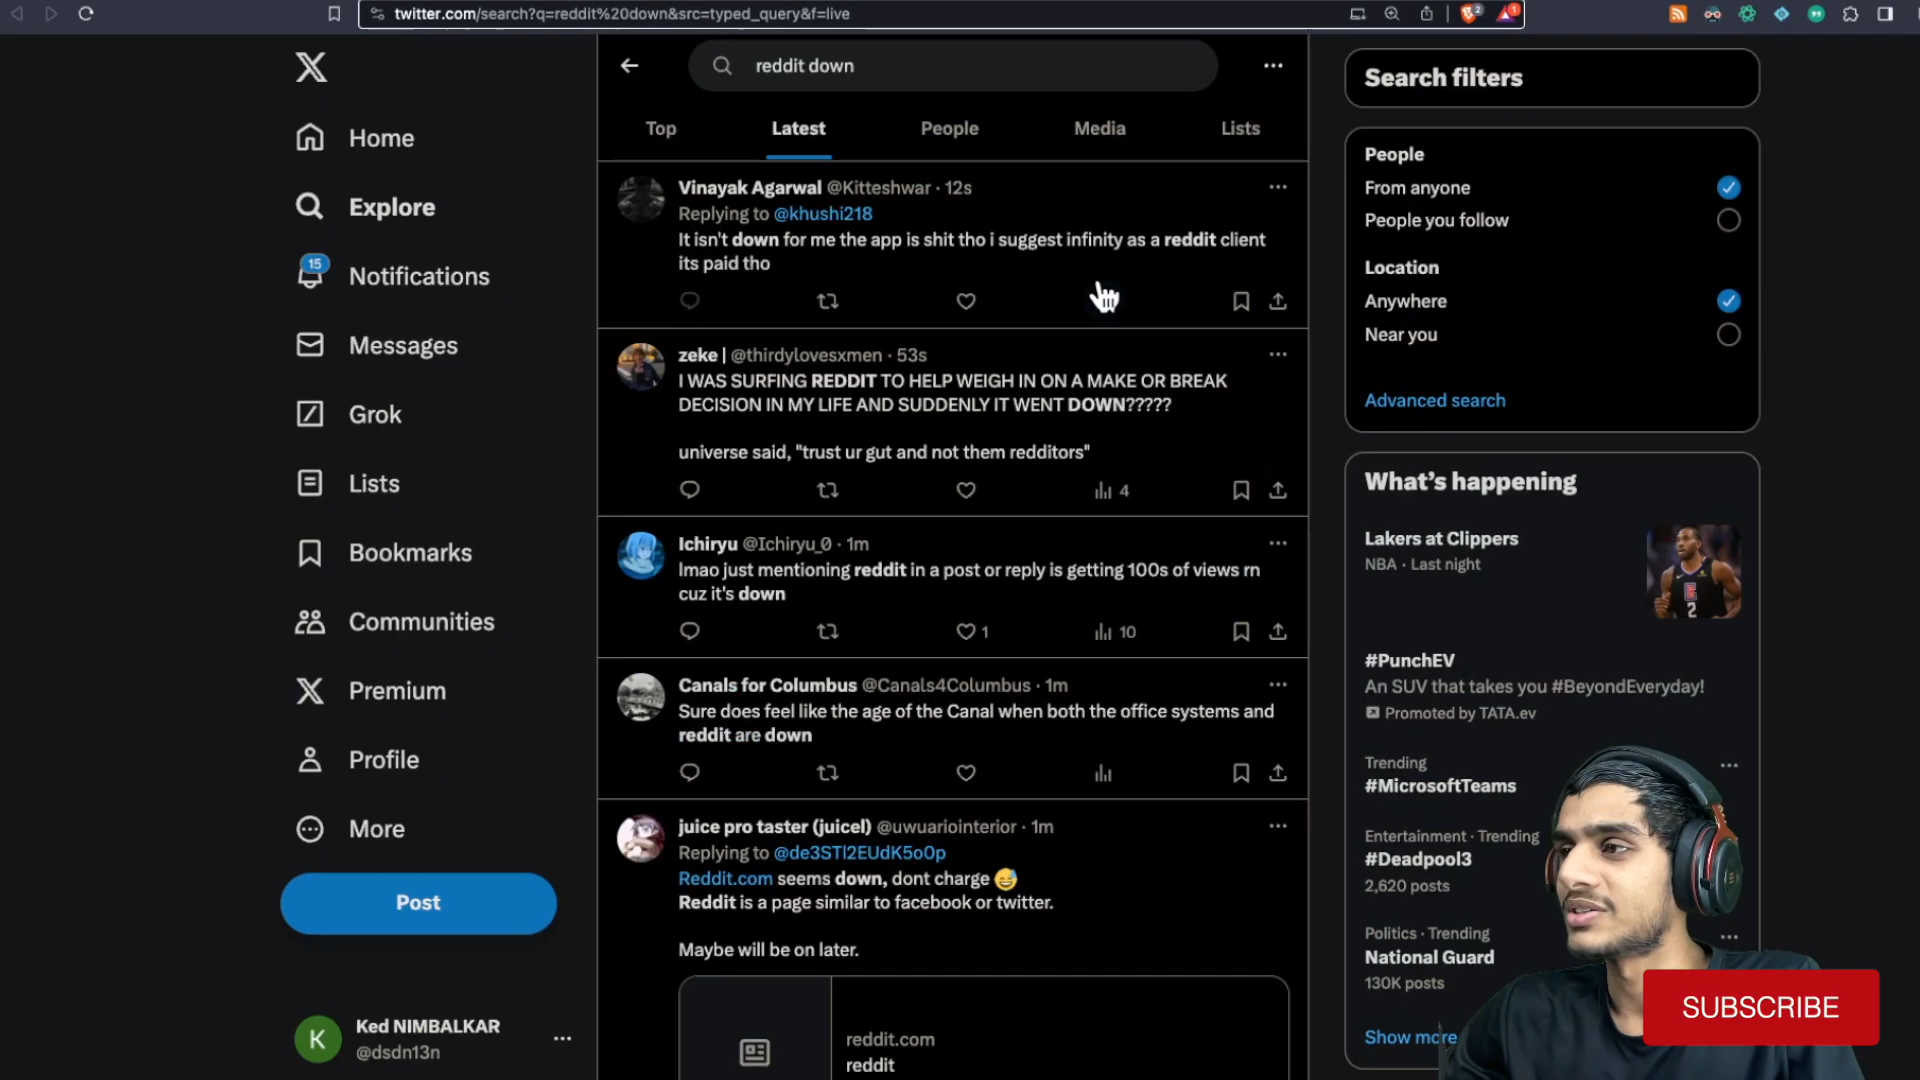 twitter.com/search?q=reddit%20down&src=typed_query&f=live
2
1
X
Home
Explore
15
Notifications
Messages
Grok
Lists
Bookmarks
Communities
Premium
Profile
More
Post
K
Ked NIMBALKAR
@dsdn13n
reddit down
Top
Latest
People
Media
Lists
Vinayak Agarwal @Kitteshwar · 12s
Replying to @khushi218
It isn't down for me the app is shit tho i suggest infinity as a reddit client
its paid tho
zeke | @thirdylovesxmen · 53s
I WAS SURFING REDDIT TO HELP WEIGH IN ON A MAKE OR BREAK
DECISION IN MY LIFE AND SUDDENLY IT WENT DOWN?????
universe said, "trust ur gut and not them redditors"
4
Ichiryu @Ichiryu_0 · 1m
lmao just mentioning reddit in a post or reply is getting 100s of views rn
cuz it's down
1
10
Canals for Columbus @Canals4Columbus · 1m
Sure does feel like the age of the Canal when both the office systems and
reddit are down
juice pro taster (juicel) @uwuariointerior · 1m
Replying to @de3STl2EUdK5o0p
Reddit.com seems down, dont charge 😅
Reddit is a page similar to facebook or twitter.
Maybe will be on later.
reddit.com
reddit
Search filters
People
From anyone
People you follow
Location
Anywhere
Near you
Advanced search
What's happening
Lakers at Clippers
NBA · Last night
#PunchEV
An SUV that takes you #BeyondEveryday!
Promoted by TATA.ev
Trending
#MicrosoftTeams
Entertainment · Trending
#Deadpool3
2,620 posts
Politics · Trending
National Guard
130K posts
Show more
SUBSCRIBE